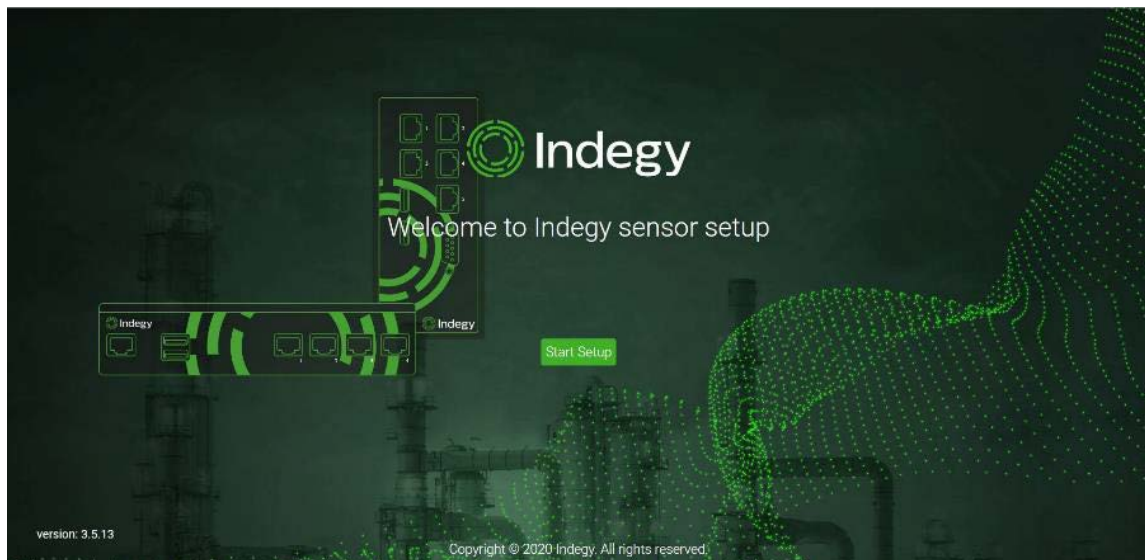 Indegy
Welcome to Indegy sensor setup
Indegy
Indegy
Start Setup
version: 3.5.13
Copyright © 2020 Indegy. All rights reserved.